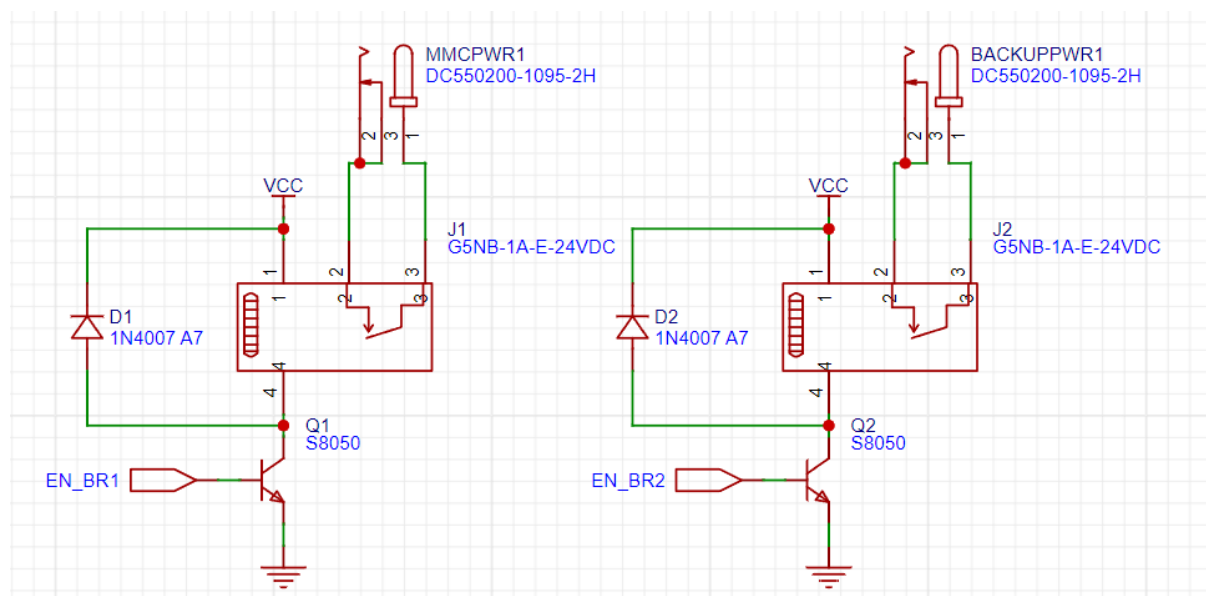 MMCPWR1
DC550200-1095-2H
2
3
1
VCC
J1
G5NB-1A-E-24VDC
1
2
3
1
2
3
D1
1N4007 A7
4
4
Q1
S8050
EN_BR1
BACKUPPWR1
DC550200-1095-2H
2
3
1
VCC
J2
G5NB-1A-E-24VDC
1
2
3
1
2
3
D2
1N4007 A7
4
4
Q2
S8050
EN_BR2